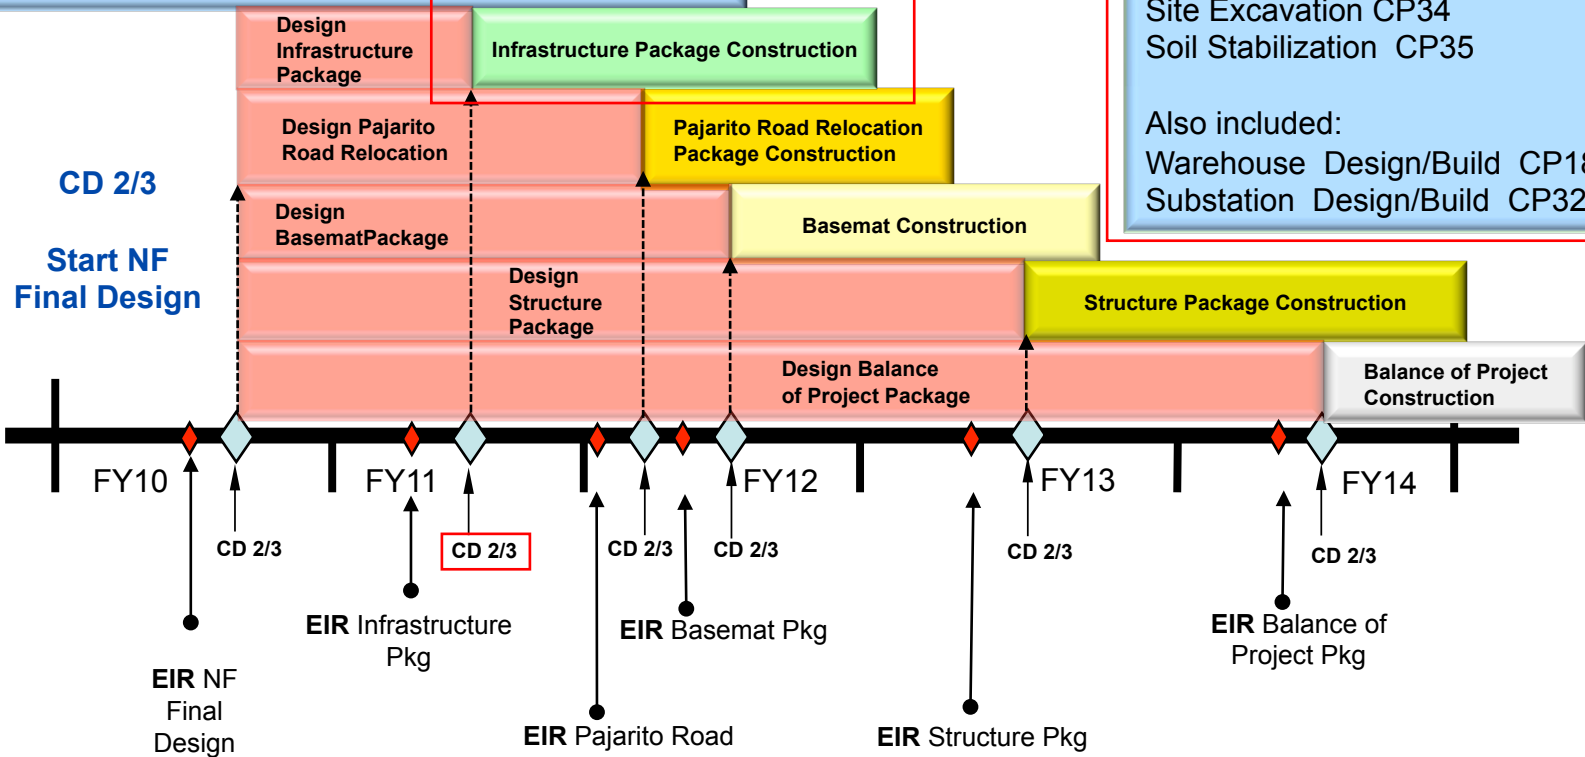 Site Excavation CP34
Soil Stabilization CP35
Also included:
Warehouse Design/Build CP18
Substation Design/Build CP32
Design
Infrastructure
Package
Infrastructure Package Construction
Design Pajarito
Road Relocation
Pajarito Road Relocation
Package Construction
CD 2/3
Start NF
Final Design
Design
BasematPackage
Basemat Construction
Design
Structure
Package
Structure Package Construction
Design Balance
of Project Package
Balance of Project
Construction
FY10
FY11
FY12
FY13
FY14
CD 2/3
CD 2/3
CD 2/3
CD 2/3
CD 2/3
CD 2/3
EIR NF
Final
Design
EIR Infrastructure
Pkg
EIR Pajarito Road
EIR Basemat Pkg
EIR Structure Pkg
EIR Balance of
Project Pkg